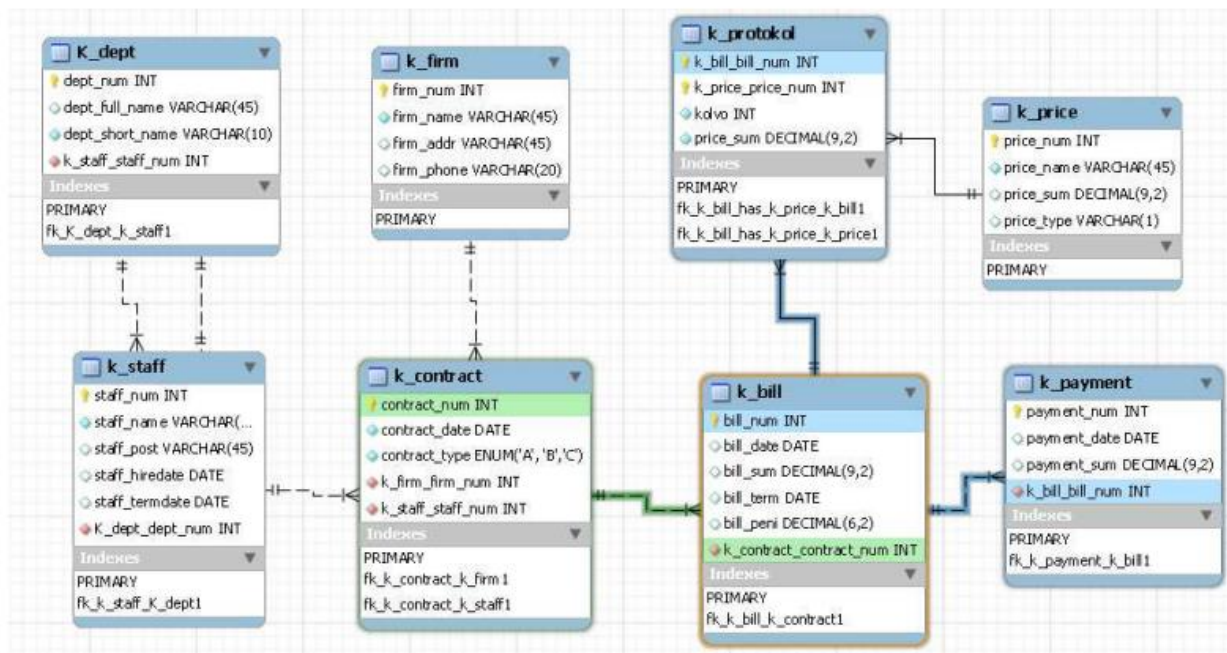 K_dept
dept_num INT
dept_full_name VARCHAR(45)
dept_short_name VARCHAR(10)
k_staff_staff_num INT
Indexes
PRIMARY
fk_K_dept_k_staff1
k_firm
firm_num INT
firm_name VARCHAR(45)
firm_addr VARCHAR(45)
firm_phone VARCHAR(20)
Indexes
PRIMARY
k_protokol
k_bill_bill_num INT
k_price_price_num INT
kolvo INT
price_sum DECIMAL(9,2)
Indexes
PRIMARY
fk_k_bill_has_k_price_k_bill1
fk_k_bill_has_k_price_k_price1
k_price
price_num INT
price_name VARCHAR(45)
price_sum DECIMAL(9,2)
price_type VARCHAR(1)
Indexes
PRIMARY
k_staff
staff_num INT
staff_name VARCHAR(...
staff_post VARCHAR(45)
staff_hiredate DATE
staff_termdate DATE
K_dept_dept_num INT
Indexes
PRIMARY
fk_k_staff_K_dept1
k_contract
contract_num INT
contract_date DATE
contract_type ENUM('A', 'B','C')
k_firm_firm_num INT
k_staff_staff_num INT
Indexes
PRIMARY
fk_k_contract_k_firm1
fk_k_contract_k_staff1
k_bill
bill_num INT
bill_date DATE
bill_sum DECIMAL(9,2)
bill_term DATE
bill_peni DECIMAL(6,2)
k_contract_contract_num INT
Indexes
PRIMARY
fk_k_bill_k_contract1
k_payment
payment_num INT
payment_date DATE
payment_sum DECIMAL(9,2)
k_bill_bill_num INT
Indexes
PRIMARY
fk_k_payment_k_bill1